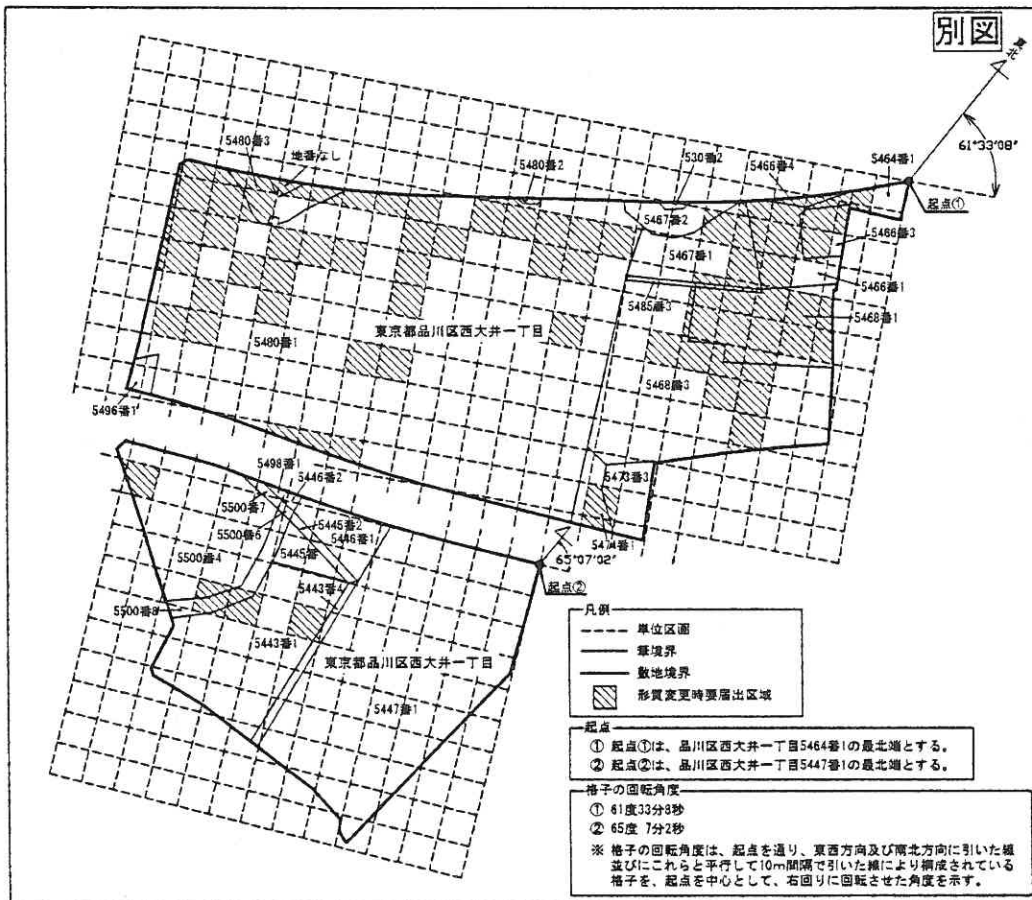 別図
真北
61°33'08"
5480番3
地番なし
5480番2
530番2
5466番4
5464番1
起点①
5467番2
5466番3
5467番1
5466番1
5485番3
5468番1
東京都品川区西大井一丁目
5480番1
5468番3
5496番1
5473番3
5474番1
5498番1
5446番2
5500番7
5445番2
5446番1
5500番6
5445番
65°07'02"
5500番4
起点②
5443番4
5500番8
5443番1
東京都品川区西大井一丁目
5447番1
凡例
単位区画
筆境界
敷地境界
形質変更時要届出区域
起点
① 起点①は、品川区西大井一丁目5464番1の最北端とする。
② 起点②は、品川区西大井一丁目5447番1の最北端とする。
格子の回転角度
① 61度33分8秒
② 65度 7分2秒
※ 格子の回転角度は、起点を通り、東西方向及び南北方向に引いた線
並びにこれらと平行して10m間隔で引いた線により構成されている
格子を、起点を中心として、右回りに回転させた角度を示す。